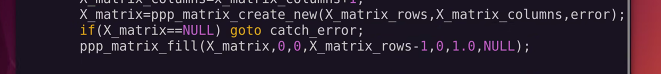 X_matrix=ppp_matrix_create_new(X_matrix_rows,X_matrix_columns,error);
if(X_matrix==NULL) goto catch_error;
ppp_matrix_fill(X_matrix,0,0,X_matrix_rows-1,0,1.0,NULL);